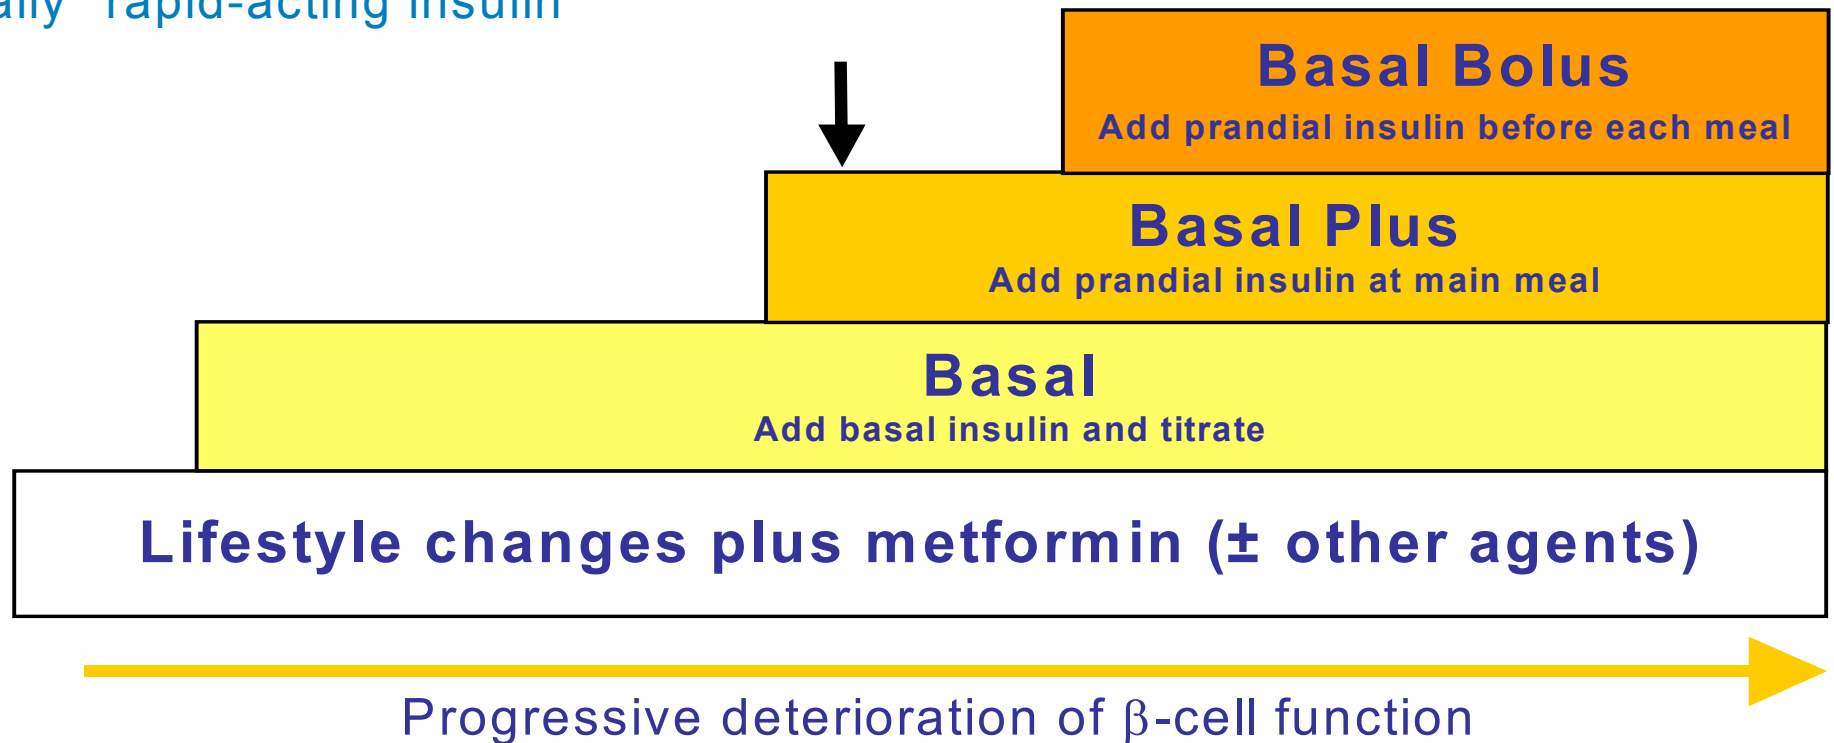 rapid-acting insulin
Basal Bolus
Add prandial insulin before each meal
Basal Plus
Add prandial insulin at main meal
Basal
Add basal insulin and titrate
Lifestyle changes plus metformin (± other agents)
Progressive deterioration of β-cell function